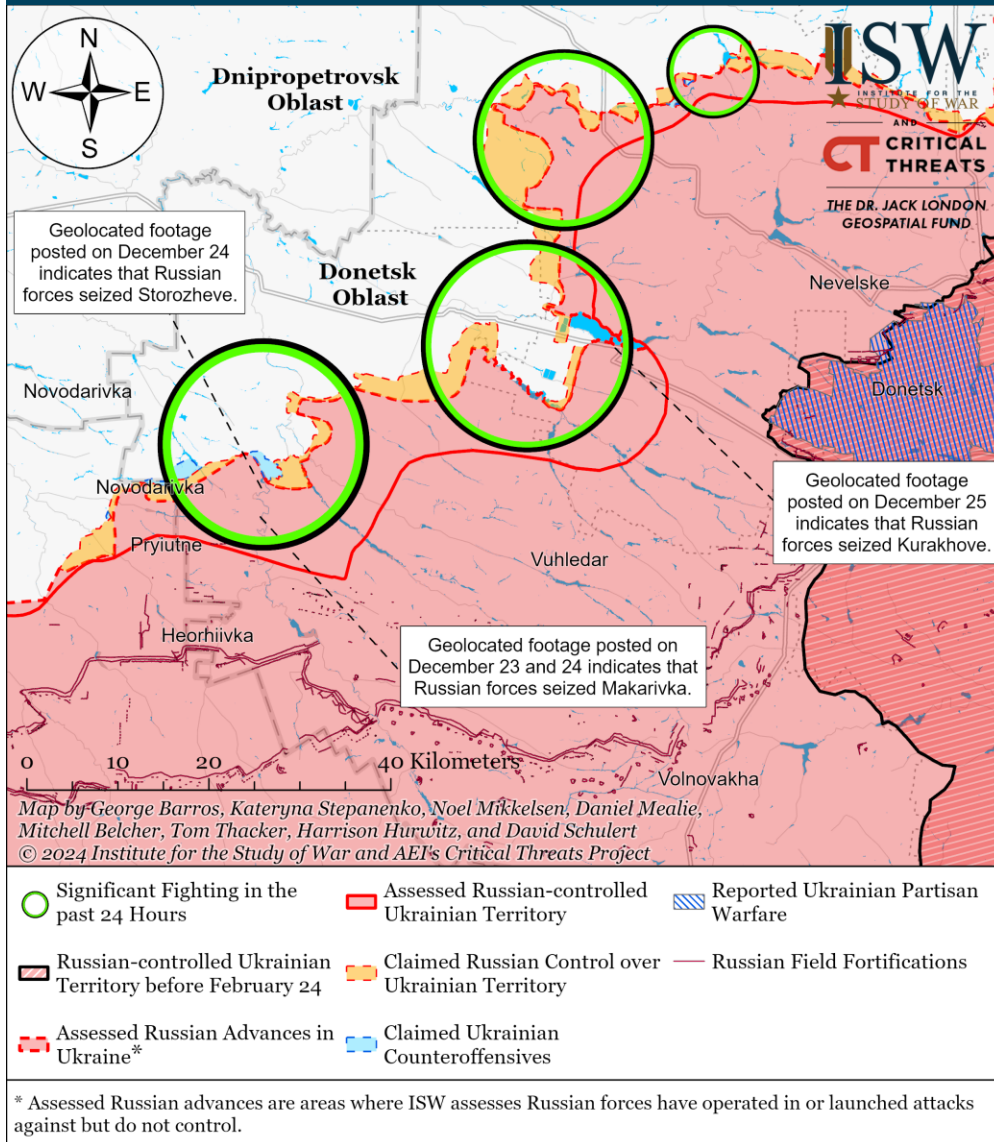 N
W E
S
Dnipropetrovsk
Oblast
ISW
INSTITUTE FOR THE
STUDY OF WAR
AND
CT CRITICAL
THREATS
THE DR. JACK LONDON
GEOSPATIAL FUND
Geolocated footage
posted on December 24
indicates that Russian
forces seized Storozheve.
Donetsk
Oblast
Nevelske
Novodarivka
Donetsk
Geolocated footage
posted on December 25
indicates that Russian
forces seized Kurakhove.
Novodarivka
Pryiutne
Vuhledar
Heorhiivka
Geolocated footage posted on
December 23 and 24 indicates that
Russian forces seized Makarivka.
0 10 20 40 Kilometers
Volnovakha
Map by George Barros, Kateryna Stepanenko, Noel Mikkelsen, Daniel Mealie,
Mitchell Belcher, Tom Thacker, Harrison Hurwitz, and David Schulert
© 2024 Institute for the Study of War and AEI's Critical Threats Project
Significant Fighting in the
past 24 Hours
Russian-controlled Ukrainian
Territory before February 24
Assessed Russian Advances in
Ukraine*
Assessed Russian-controlled
Ukrainian Territory
Claimed Russian Control over
Ukrainian Territory
Claimed Ukrainian
Counteroffensives
Reported Ukrainian Partisan
Warfare
Russian Field Fortifications
* Assessed Russian advances are areas where ISW assesses Russian forces have operated in or launched attacks
against but do not control.